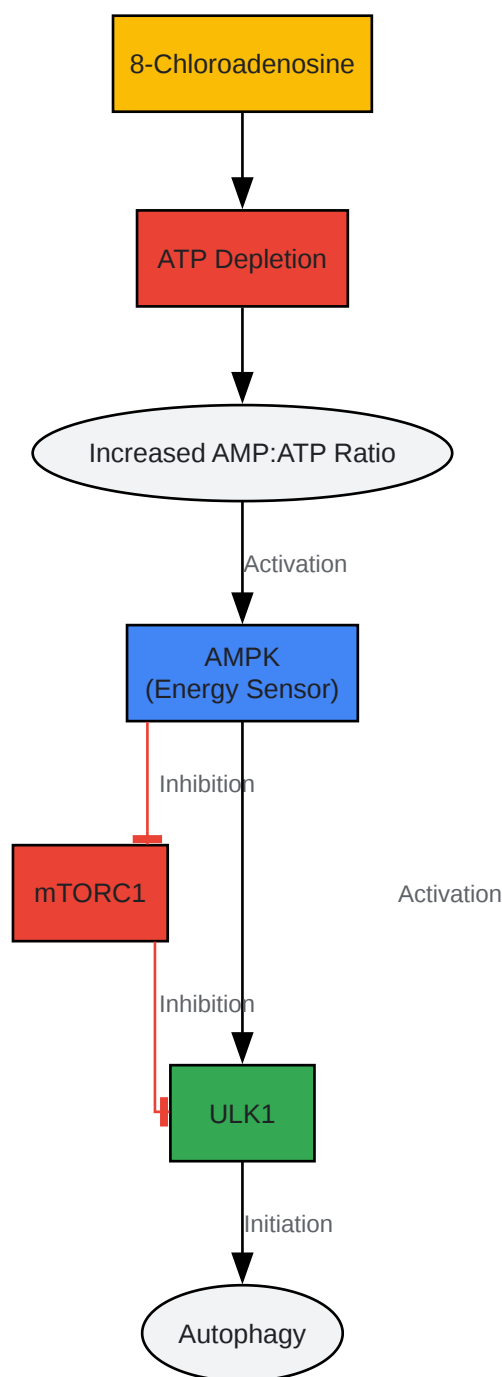 8-Chloroadenosine
ATP Depletion
Increased AMP:ATP Ratio
Activation
AMPK
(Energy Sensor)
Inhibition
mTORC1
Activation
Inhibition
ULK1
Initiation
Autophagy